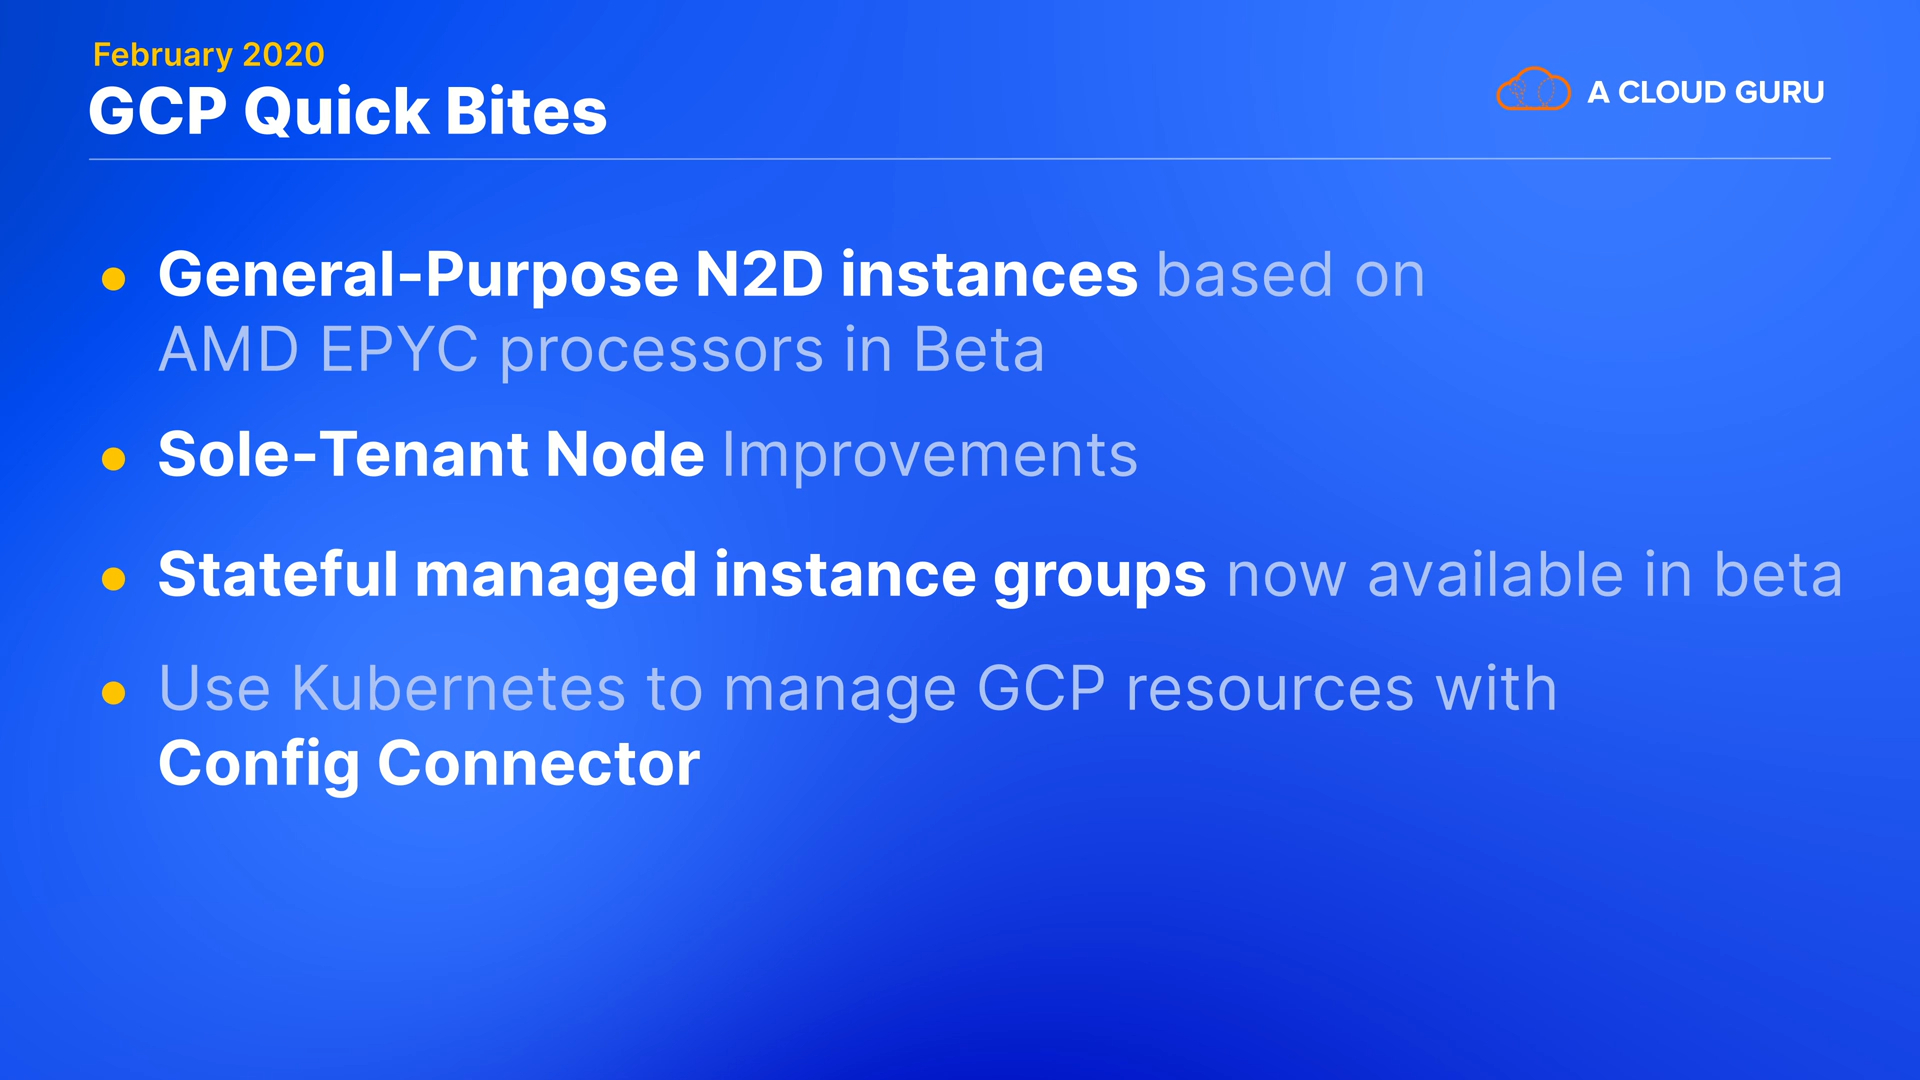 February 2020
GCP Quick Bites
A CLOUD GURU
General-Purpose N2D instances based on
AMD EPYC processors in Beta
Sole-Tenant Node Improvements
Stateful managed instance groups now available in beta
Use Kubernetes to manage GCP resources with
Config Connector